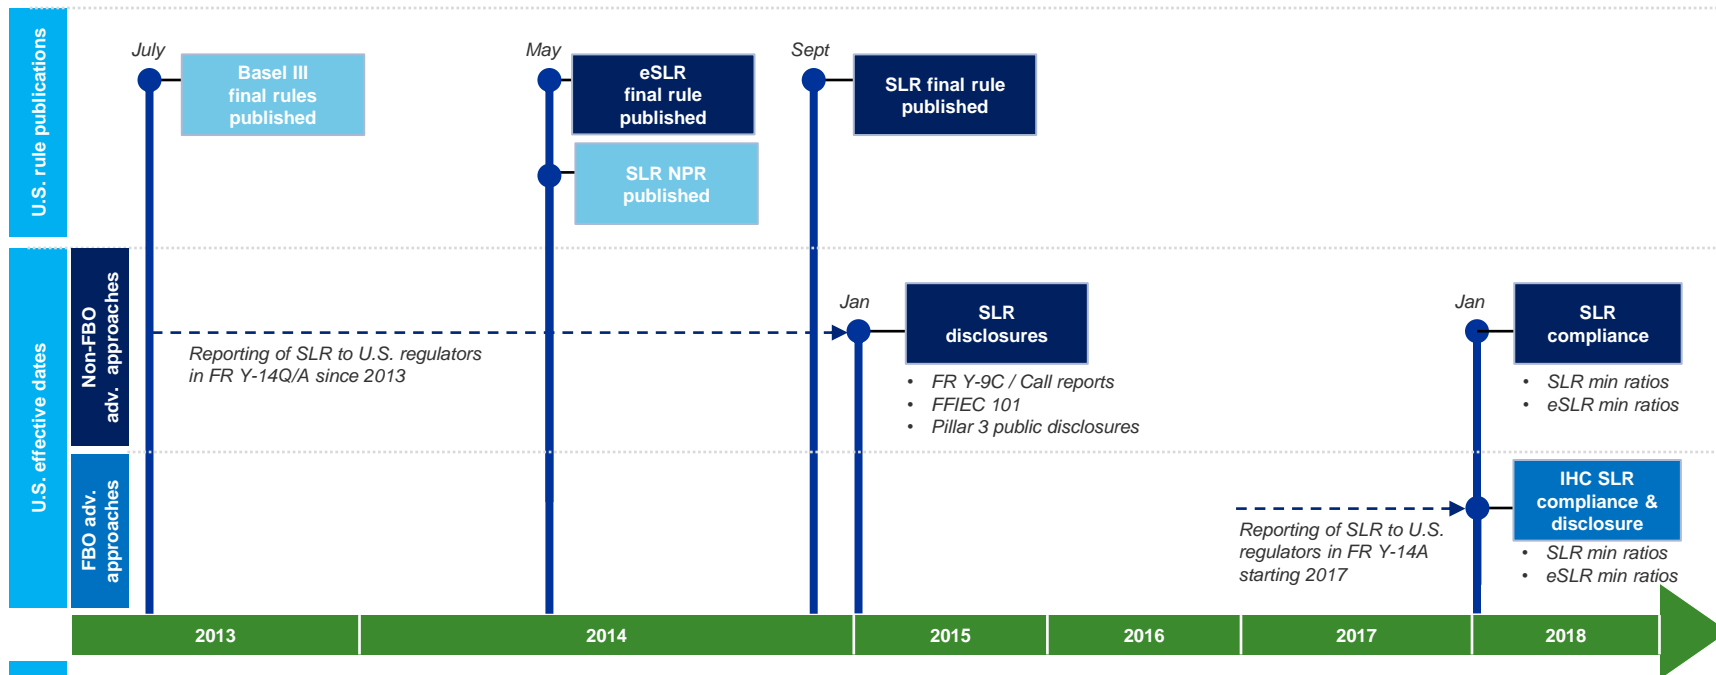 U.S. rule publications
July
Basel III
final rules
published
May
eSLR
final rule
published
SLR NPR
published
Sept
SLR final rule
published
U.S. effective dates
Non-FBO
adv. approaches
Reporting of SLR to U.S. regulators
in FR Y-14Q/A since 2013
Jan
SLR
disclosures
• FR Y-9C / Call reports
• FFIEC 101
• Pillar 3 public disclosures
Jan
SLR
compliance
• SLR min ratios
• eSLR min ratios
FBO adv.
approaches
Reporting of SLR to U.S.
regulators in FR Y-14A
starting 2017
IHC SLR
compliance &
disclosure
• SLR min ratios
• eSLR min ratios
2013
2014
2015
2016
2017
2018